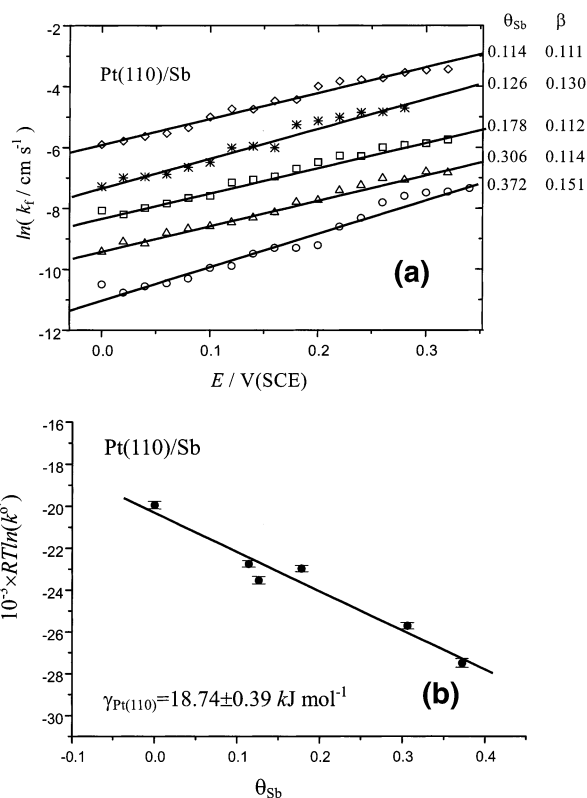 θSb β
-2
Pt(110)/Sb
0.114 0.111
-4
0.126 0.130
ln( kf / cm s-1 )
-6
0.178 0.112
0.306 0.114
-8
0.372 0.151
-10
(a)
-12
0.0 0.1 0.2 0.3
E / V(SCE)
-16
Pt(110)/Sb
-18
-20
10-3×RTln(k0')
-22
-24
-26
-28
γPt(110)=18.74±0.39 kJ mol-1
(b)
-30
-0.1 0.0 0.1 0.2 0.3 0.4
θSb